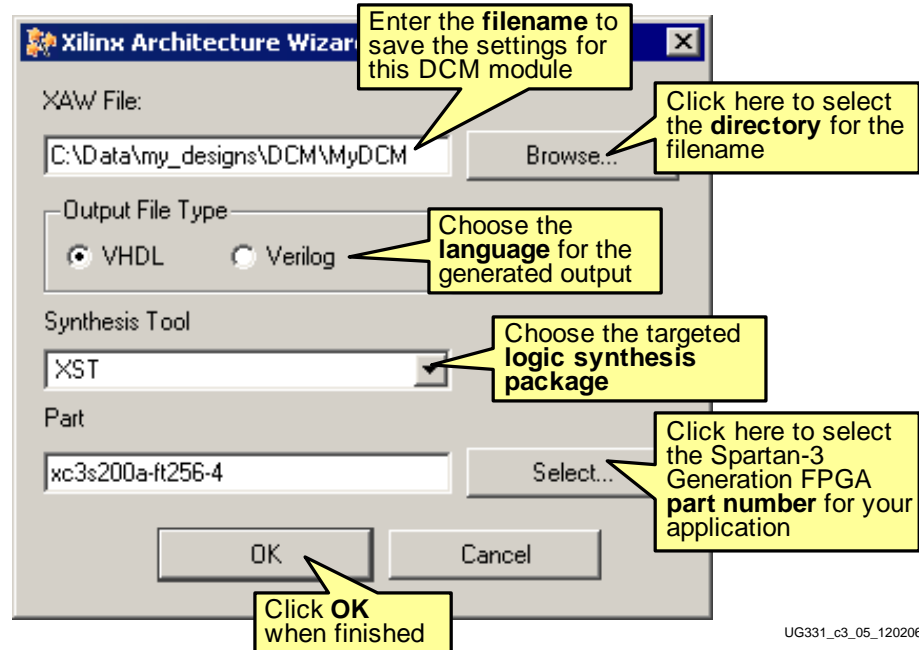 Enter the filename to
save the settings for
this DCM module
Xilinx Architecture Wizar
XAW File:
Click here to select
the directory for the
filename
C:\Data\my_designs\DCM\MyDCM
Browse...
Output File Type
Choose the
language for the
generated output
VHDL
Verilog
Synthesis Tool
Choose the targeted
logic synthesis
package
XST
Part
Click here to select
the Spartan-3
Generation FPGA
part number for your
application
xc3s200a-ft256-4
Select...
OK
Cancel
Click OK
when finished
UG331_c3_05_120206